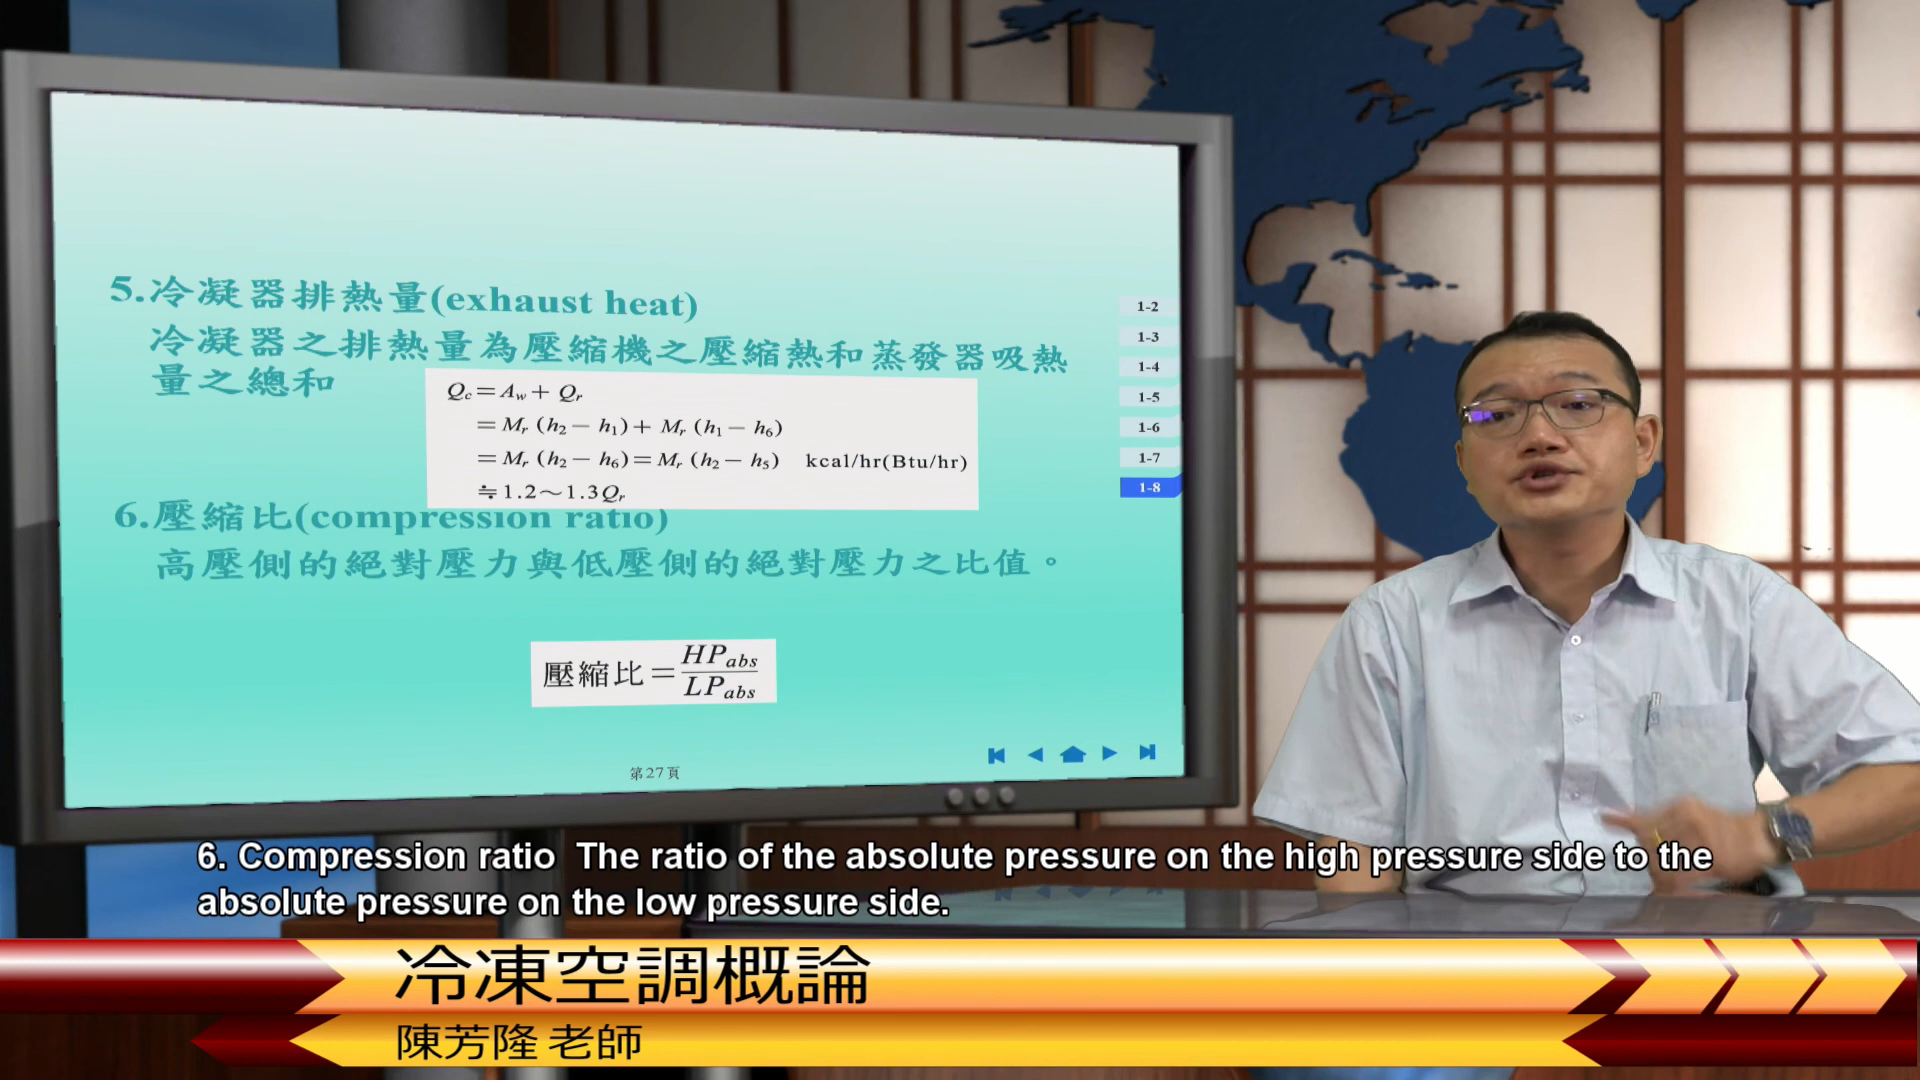 5.冷凝器排熱量(exhaust heat)
冷凝器之排熱量為壓縮機之壓縮熱和蒸發器吸熱
量之總和
Qc＝Aw＋Qr
＝Mr (h2－h1)＋Mr (h1－h6)
＝Mr (h2－h6)＝Mr (h2－h5) kcal/hr(Btu/hr)
≒1.2～1.3Qr
6.壓縮比(compression ratio)
高壓側的絕對壓力與低壓側的絕對壓力之比值。
壓縮比＝HPabs
LPabs
第27頁
1-2
1-3
1-4
1-5
1-6
1-7
1-8
6. Compression ratio The ratio of the absolute pressure on the high pressure side to the
absolute pressure on the low pressure side.
冷凍空調概論
陳芳隆 老師